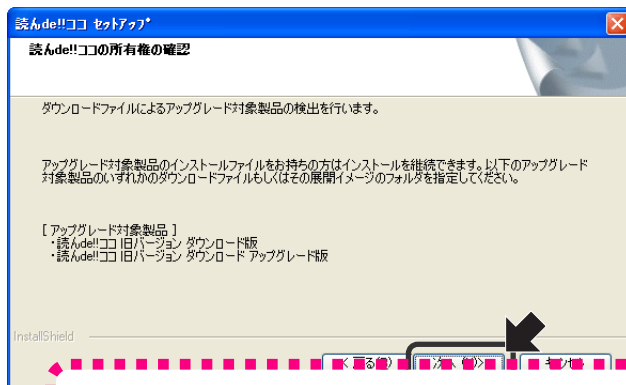 読んde!!ココ セットアップ
読んde!!ココの所有権の確認
ダウンロードファイルによるアップグレード対象製品の検出を行います。
アップグレード対象製品のインストールファイルをお持ちの方はインストールを継続できます。以下のアップグレード
対象製品のいずれかのダウンロードファイルもしくはその展開イメージのフォルダを指定してください。
[ アップグレード対象製品 ]
・読んde!!ココ 旧バージョン ダウンロード版
・読んde!!ココ 旧バージョン ダウンロード アップグレード版
InstallShield